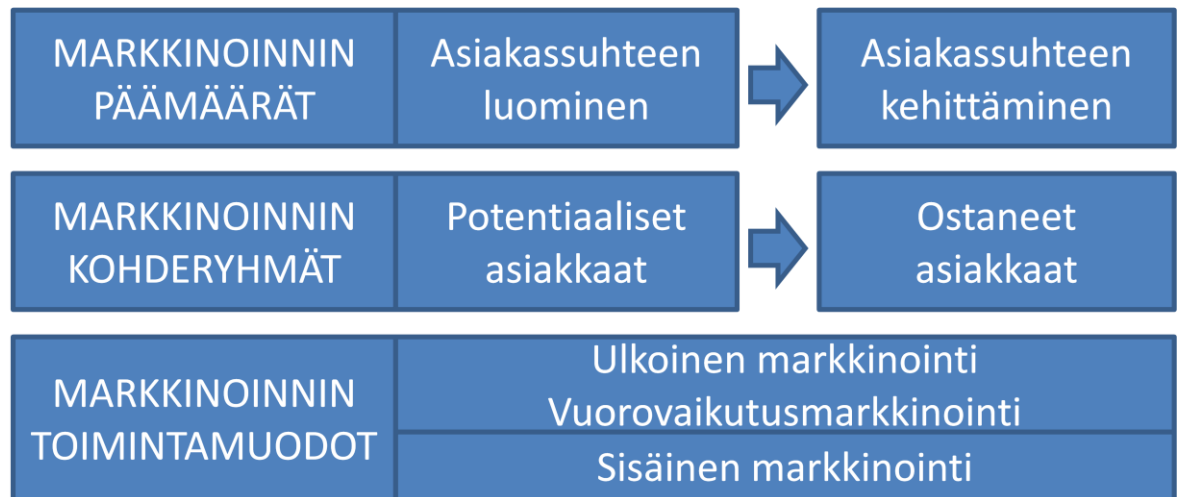 MARKKINOINNIN
PÄÄMÄÄRÄT
Asiakassuhteen
luominen
Asiakassuhteen
kehittäminen
MARKKINOINNIN
KOHDERYHMÄT
Potentiaaliset
asiakkaat
Ostaneet
asiakkaat
MARKKINOINNIN
TOIMINTAMUODOT
Ulkoinen markkinointi
Vuorovaikutusmarkkinointi
Sisäinen markkinointi